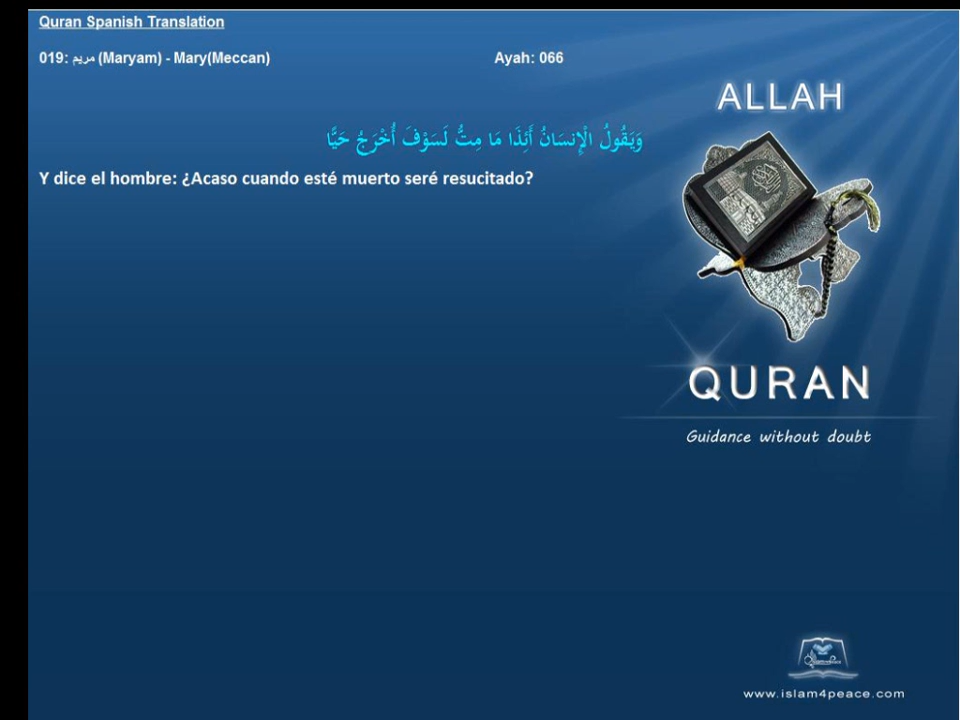 Quran Spanish Translation
019: مريم (Maryam) - Mary(Meccan) Ayah: 066
وَيَقُولُ الْإِنسَانُ أَئِذَا مَا مِتُّ لَسَوْفَ أُخْرَجُ حَيًّا
Y dice el hombre: ¿Acaso cuando esté muerto seré resucitado?
ALLAH
QURAN
Guidance without doubt
www.islam4peace.com